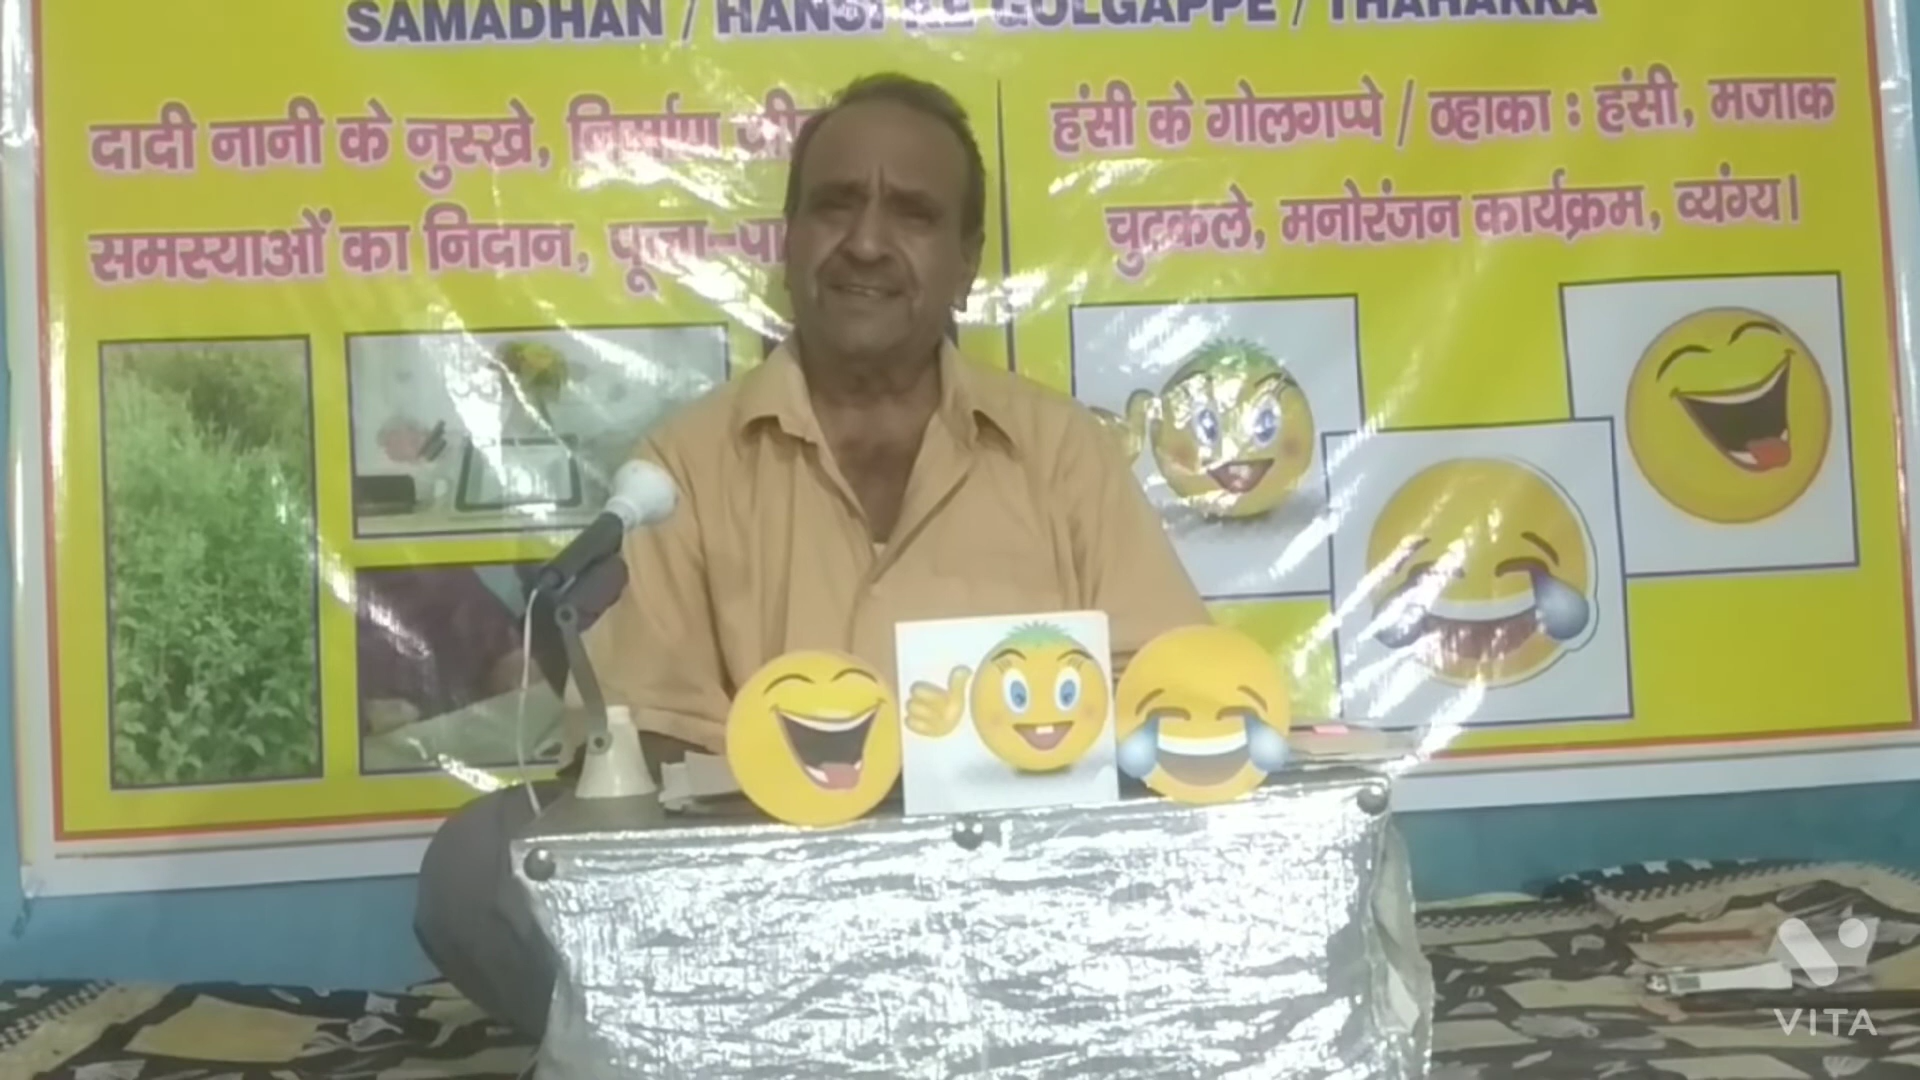 SAMADHAN / HANSI KE GOLGAPPE / THAHAKKA
दादी नानी के नुस्खे, निर्माण
समस्याओं का निदान, पूजा-पा
हंसी के गोलगप्पे / ठहाका : हंसी, मजाक
चुटकले, मनोरंजन कार्यक्रम, व्यंग्य।
VITA